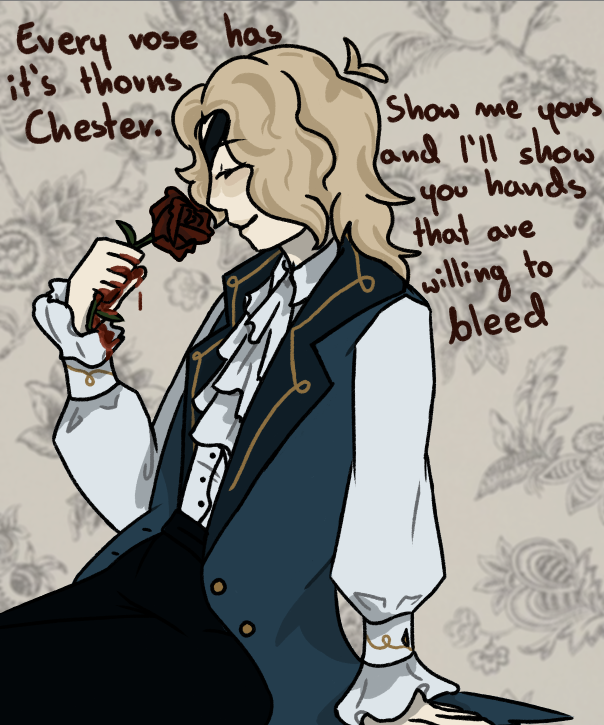 Every rose has
it's thorns
Chester.
Show me yours
and I'll show
you hands
that are
willing to
bleed